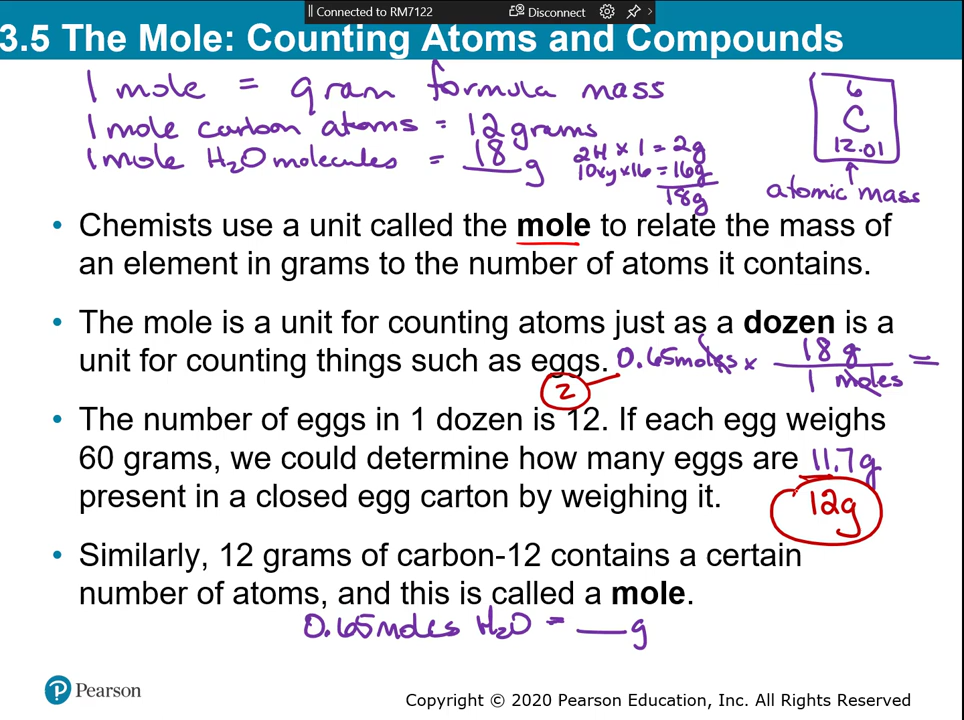 Connected to RM7122
Disconnect
3.5 The Mole: Counting Atoms and Compounds
1 mole = gram formula mass
1 mole carbon atoms = 12 grams
1 mole H₂O molecules = 18 g
2H x 1 = 2g
1 oxy x 16 = 16g
18g
6
C
12.01
atomic mass
• Chemists use a unit called the mole to relate the mass of
an element in grams to the number of atoms it contains.
• The mole is a unit for counting atoms just as a dozen is a
unit for counting things such as eggs.
0.65 moles x 18 g =
1 moles
2
• The number of eggs in 1 dozen is 12. If each egg weighs
60 grams, we could determine how many eggs are
present in a closed egg carton by weighing it.
11.7g
12g
• Similarly, 12 grams of carbon-12 contains a certain
number of atoms, and this is called a mole.
0.65 moles H₂O = __ g
Pearson
Copyright © 2020 Pearson Education, Inc. All Rights Reserved